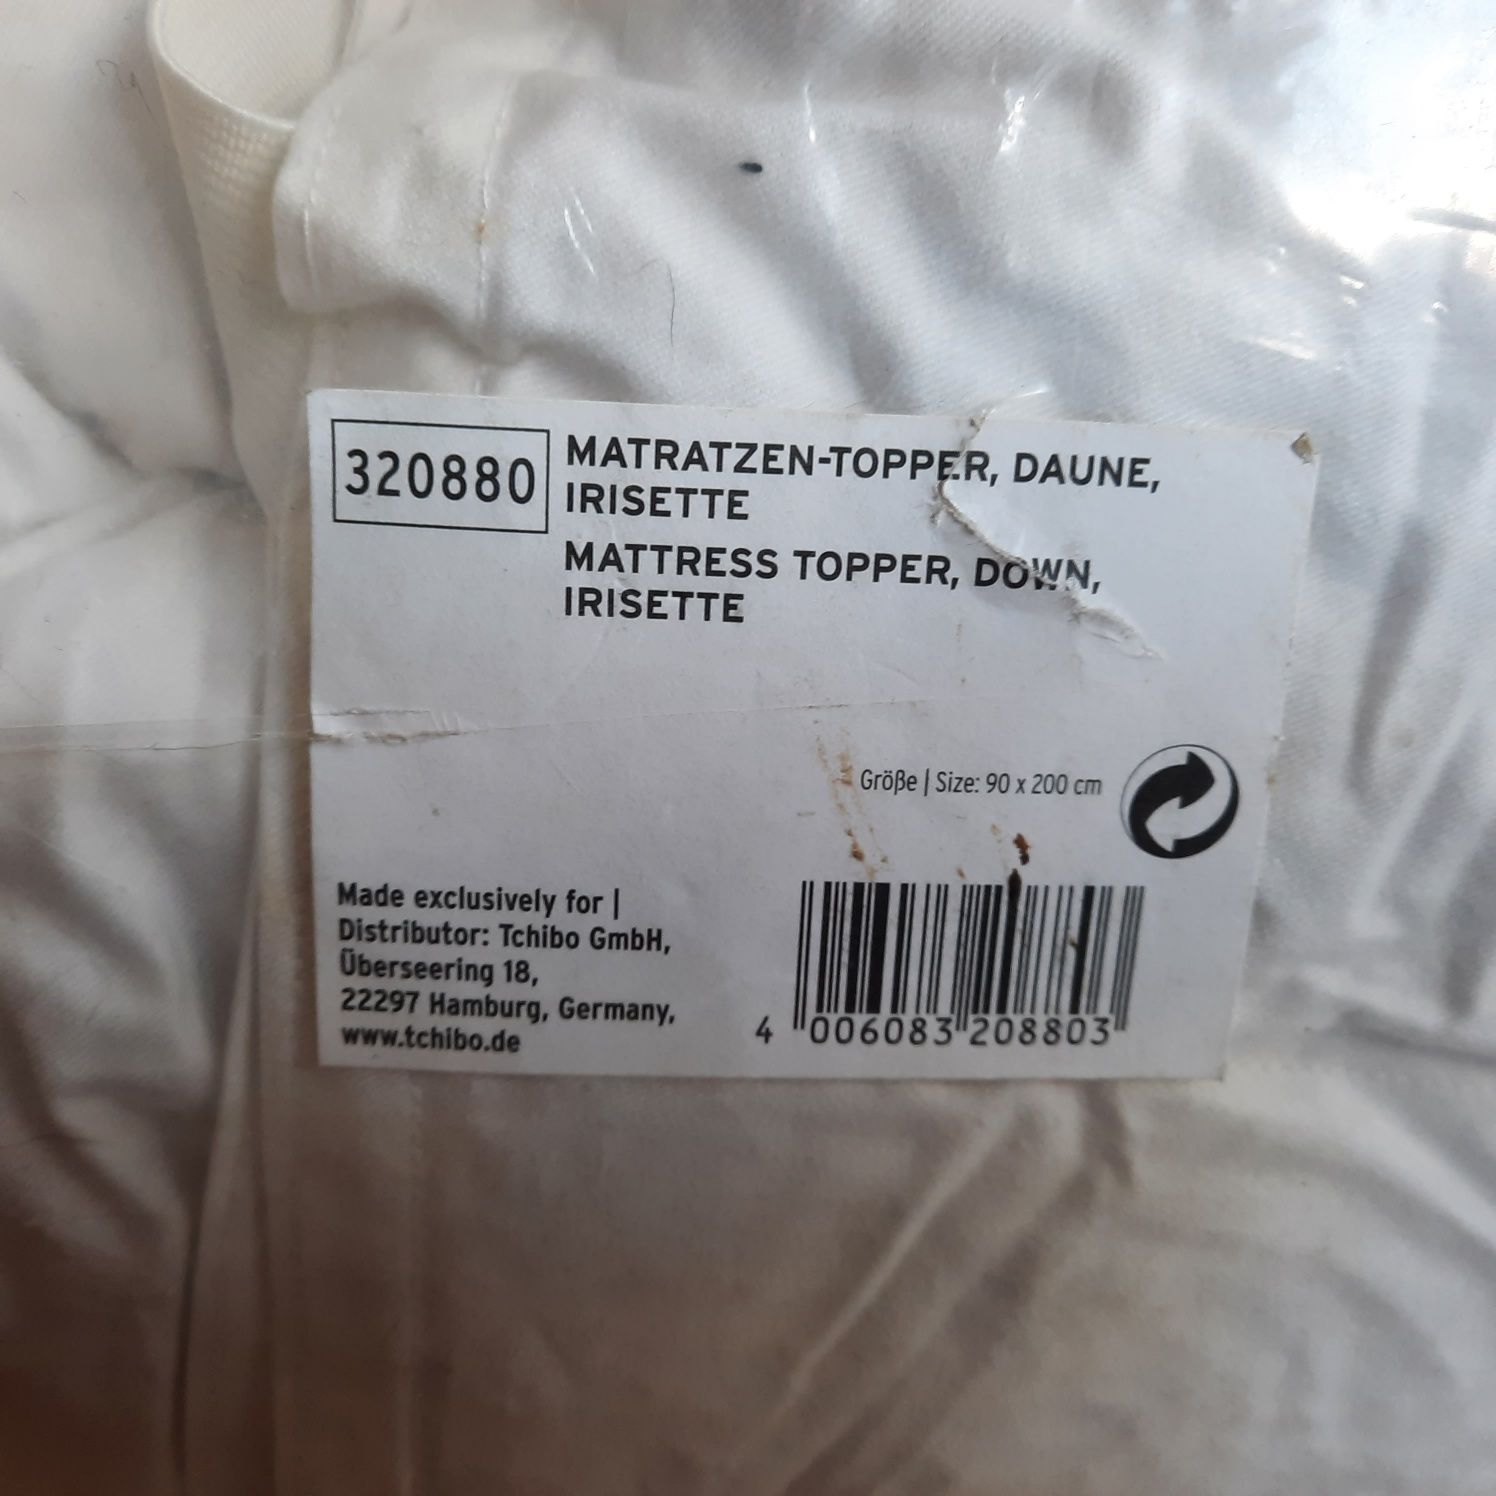 320880
MATRATZEN-TOPPER, DAUNE,
IRISETTE
MATTRESS TOPPER, DOWN,
IRISETTE
Größe | Size: 90 x 200 cm
Made exclusively for |
Distributor: Tchibo GmbH,
Überseering 18,
22297 Hamburg, Germany,
www.tchibo.de
4 006083 208803